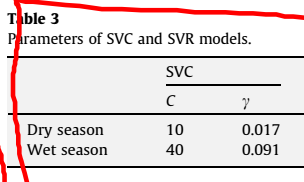 Table 3
Parameters of SVC and SVR models.
SVC
C γ
Dry season 10 0.017
Wet season 40 0.091